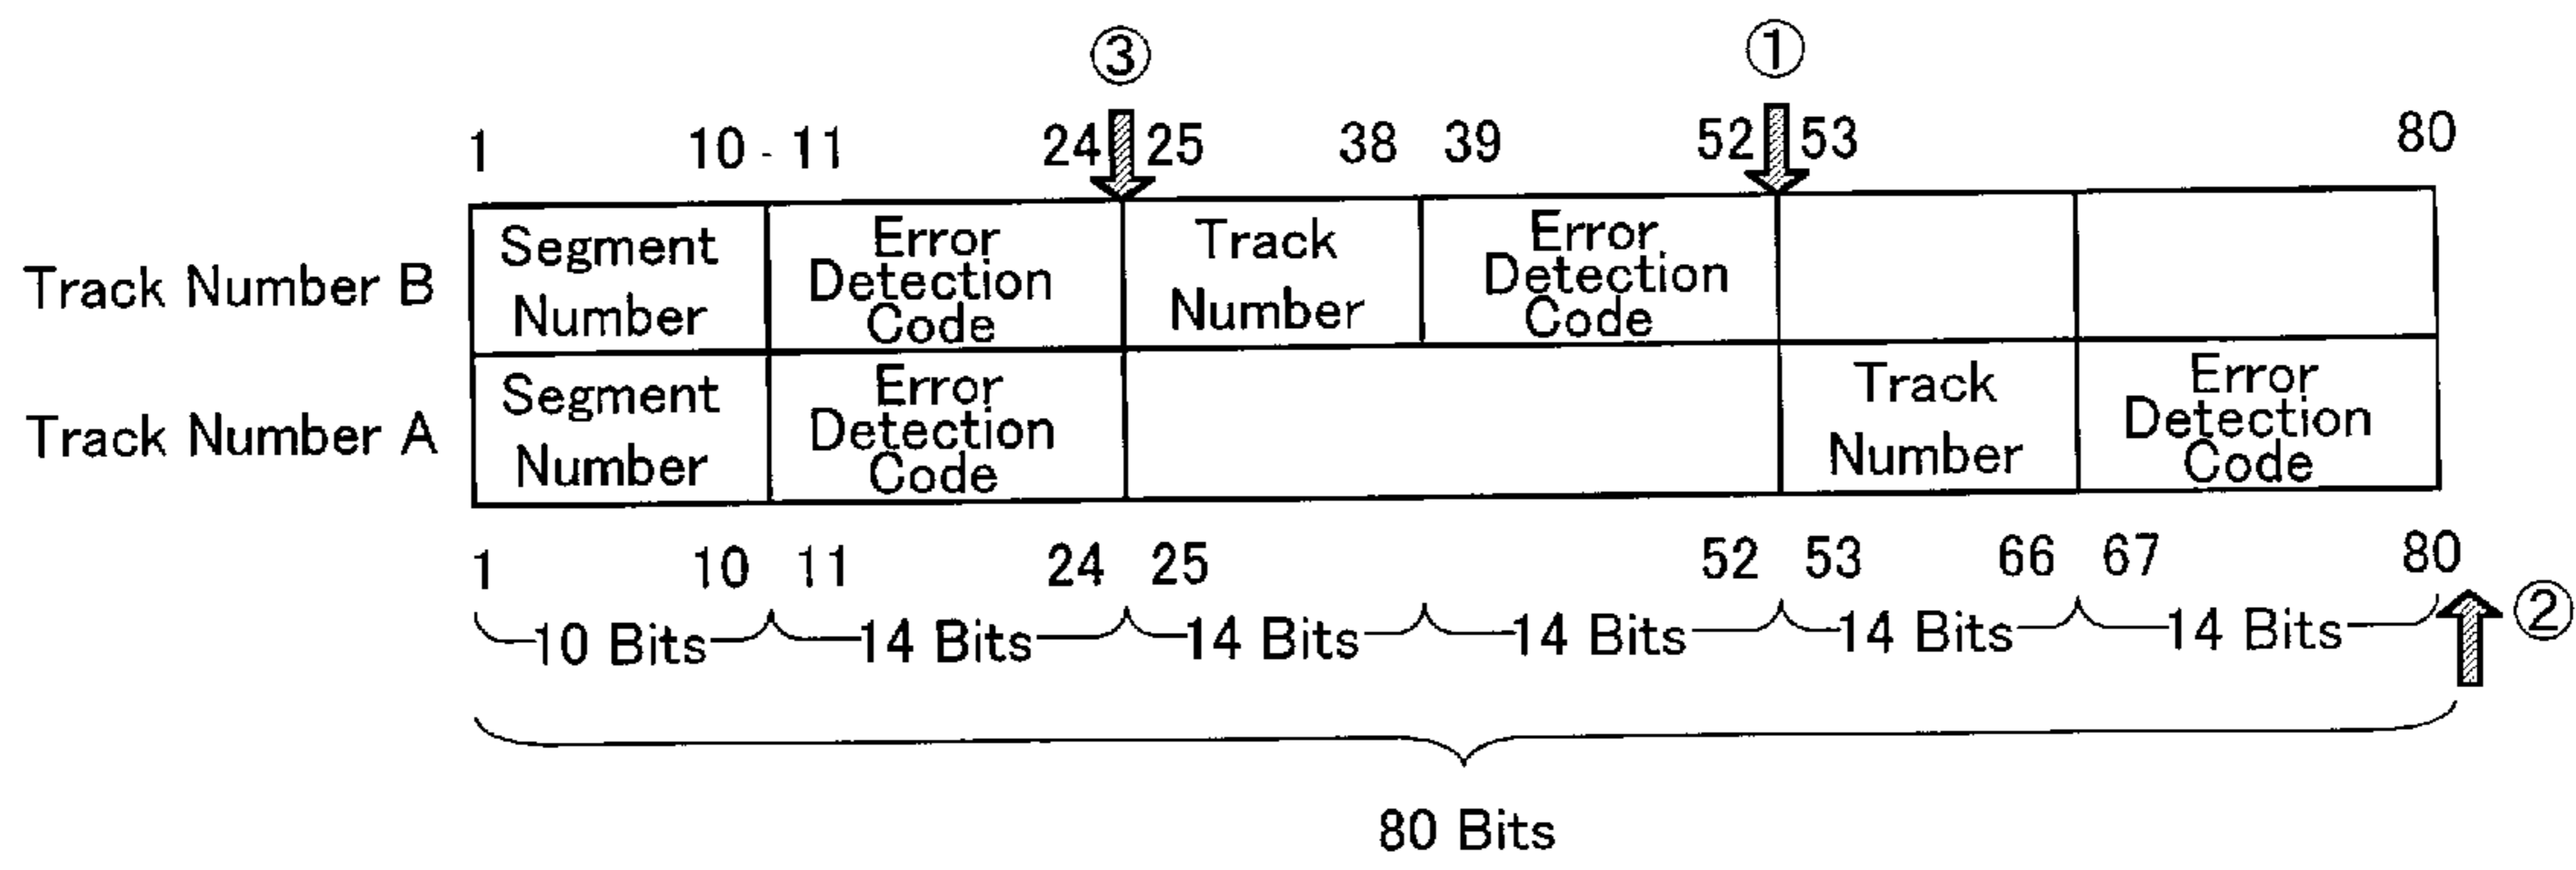 ③ ①
1 10 - 11 24 25 38 39 52 53 80
Track Number B
Segment Number
Error Detection Code
Track Number
Error Detection Code
Track Number A
Segment Number
Error Detection Code
Track Number
Error Detection Code
1 10 11 24 25 52 53 66 67 80
10 Bits 14 Bits 14 Bits 14 Bits 14 Bits 14 Bits ②
80 Bits